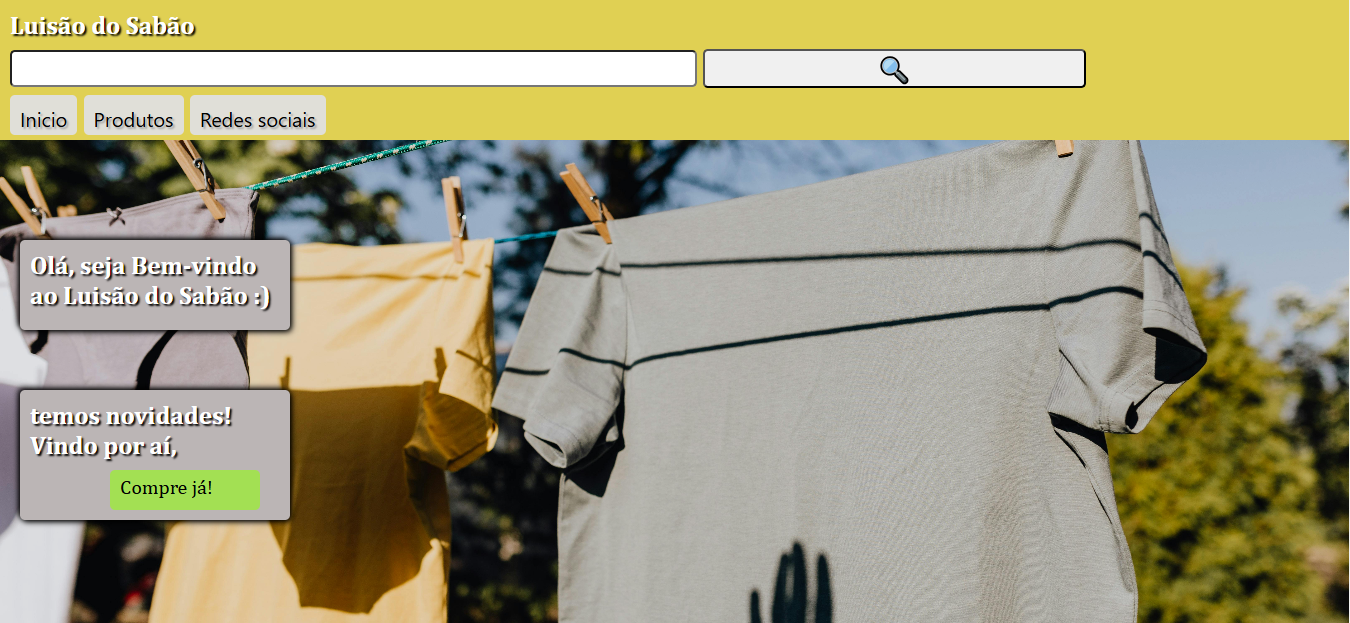 Luisão do Sabão
Inicio Produtos Redes sociais
Olá, seja Bem-vindo
ao Luisão do Sabão :)
temos novidades!
Vindo por aí,
Compre já!